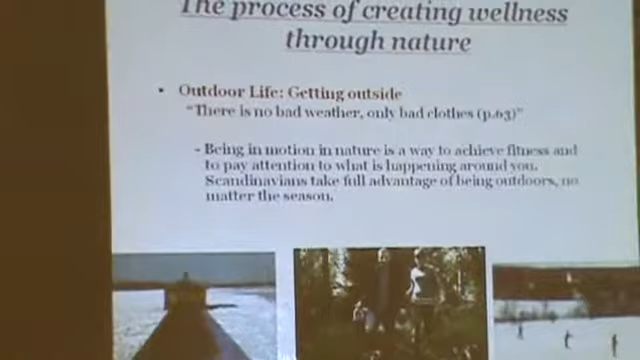 The process of creating wellness
through nature
• Outdoor Life: Getting outside
"There is no bad weather, only bad clothes (p.63)"
- Being in motion in nature is a way to achieve fitness and
to pay attention to what is happening around you.
Scandinavians take full advantage of being outdoors, no
matter the season.